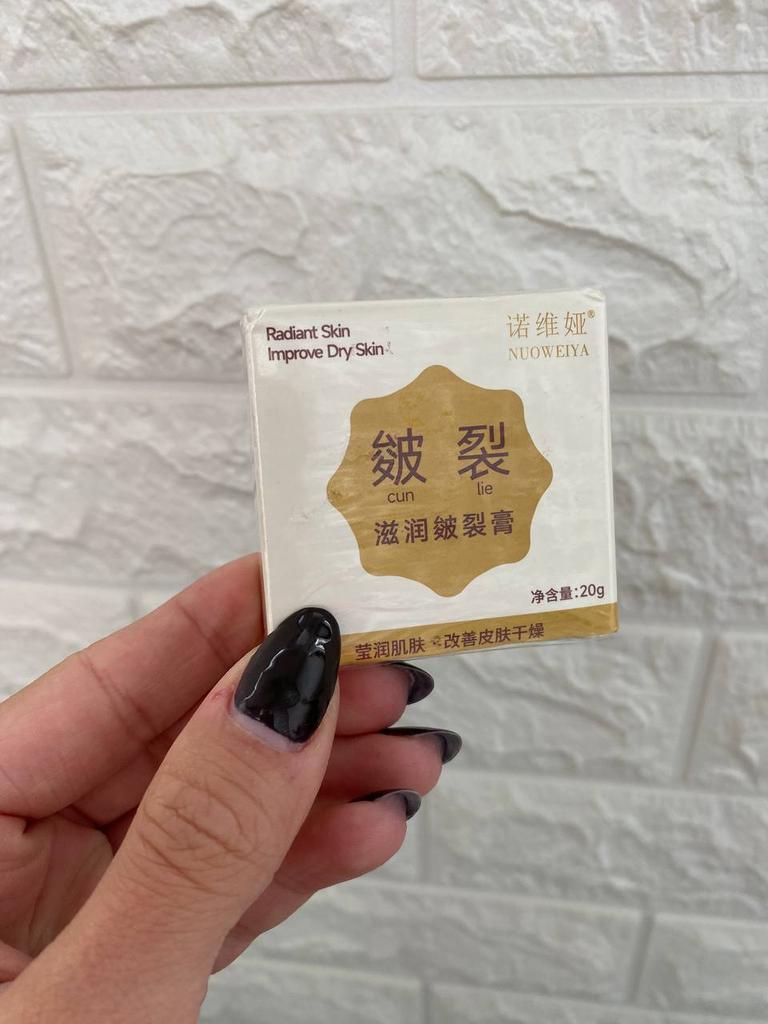 Radiant Skin
Improve Dry Skin
诺维娅®
NUOWEIYA
皴裂
cun lie
滋润皴裂膏
净含量:20g
莹润肌肤 改善皮肤干燥